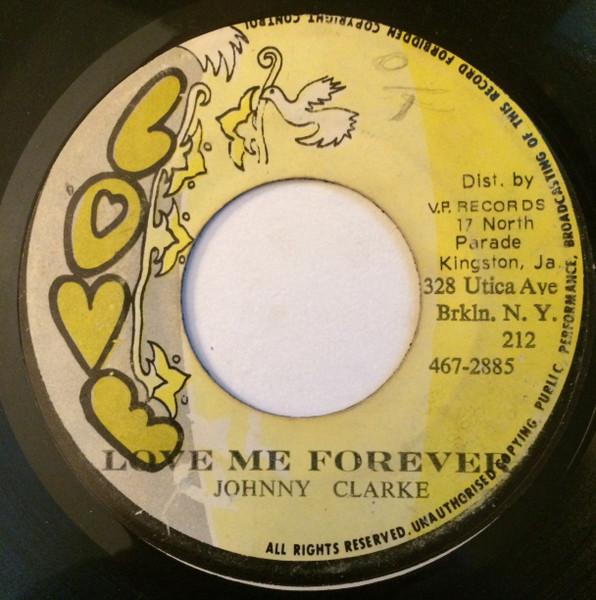 LOVE
Dist. by
V.P. RECORDS
17 North
Parade
Kingston, Ja.
328 Utica Ave
Brkln. N. Y.
212
467-2885
LOVE ME FOREVER
JOHNNY CLARKE
ALL RIGHTS RESERVED. UNAUTHORISED COPYING, PUBLIC PERFORMANCE, BROADCASTING OF THIS RECORD FORBIDDEN COPYRIGHT CONTROL